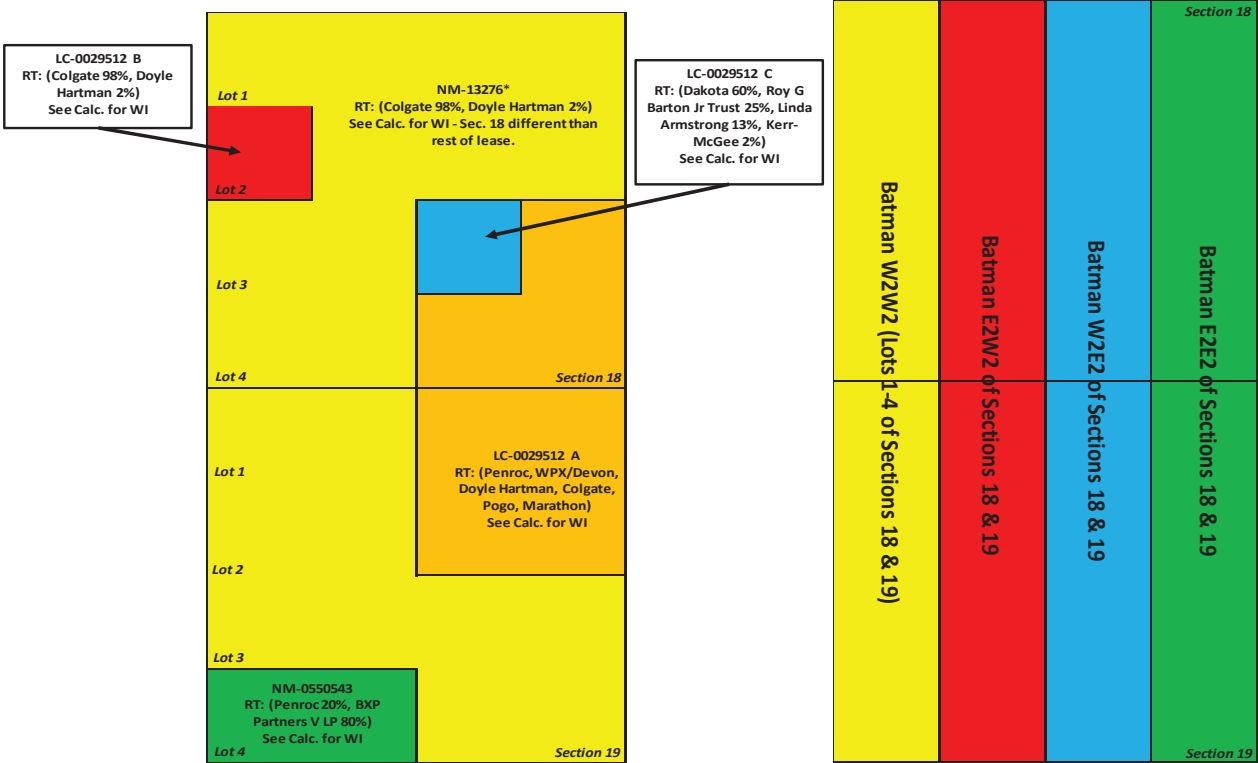 LC-0029512 B
RT: (Colgate 98%, Doyle
Hartman 2%)
See Calc. for WI
Lot 1
NM-13276*
RT: (Colgate 98%, Doyle Hartman 2%)
See Calc. for WI - Sec. 18 different than
rest of lease.
LC-0029512 C
RT: (Dakota 60%, Roy G
Barton Jr Trust 25%, Linda
Armstrong 13%, Kerr-
McGee 2%)
See Calc. for WI
Lot 2
Lot 3
Lot 4
Section 18
Lot 1
LC-0029512 A
RT: (Penroc, WPX/Devon,
Doyle Hartman, Colgate,
Pogo, Marathon)
See Calc. for WI
Lot 2
Lot 3
NM-0550543
RT: (Penroc 20%, BXP
Partners V LP 80%)
See Calc. for WI
Lot 4
Section 19
Section 18
Batman W2W2 (Lots 1-4 of Sections 18 & 19)
Batman E2W2 of Sections 18 & 19
Batman W2E2 of Sections 18 & 19
Batman E2E2 of Sections 18 & 19
Section 19